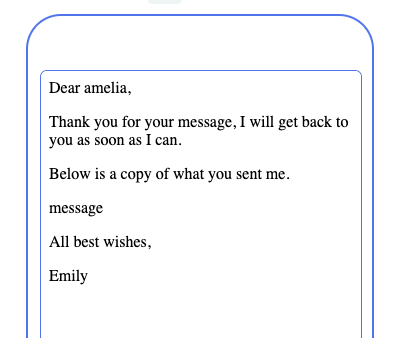 Dear amelia,
Thank you for your message, I will get back to
you as soon as I can.
Below is a copy of what you sent me.
message
All best wishes,
Emily